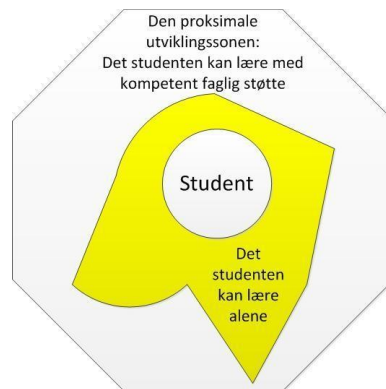 Den proksimale
utviklingssonen:
Det studenten kan lære med
kompetent faglig støtte
Student
Det
studenten
kan lære
alene